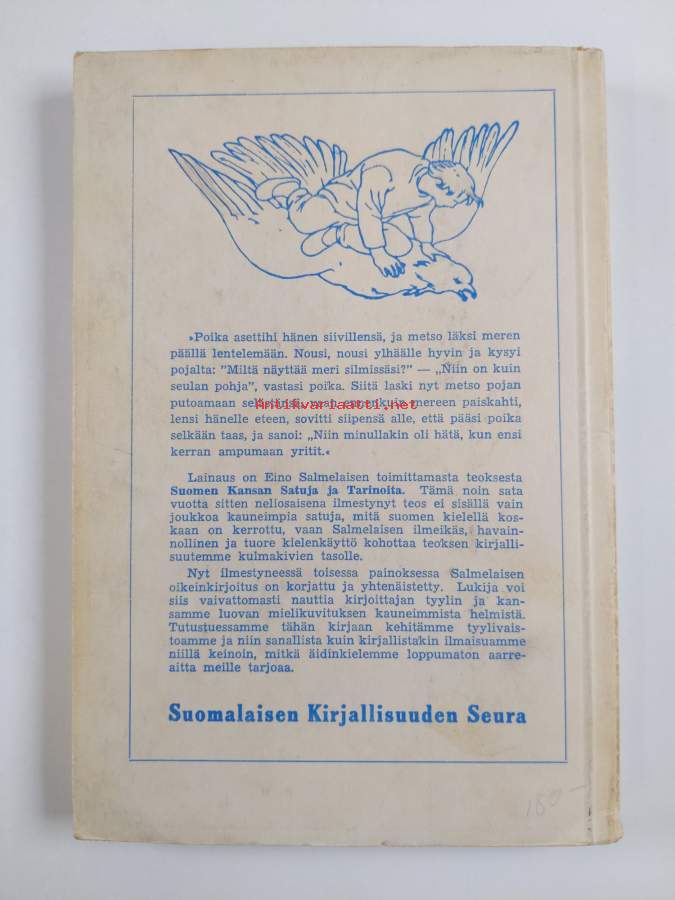 »Poika asettihi hänen siivillensä, ja metso läksi meren
päällä lentelemään. Nousi, nousi ylhäälle hyvin ja kysyi
pojalta: ”Miltä näyttää meri silmissäsi?” — „Niin on kuin
seulan pohja”, vastasi poika. Siitä laski nyt metso pojan
putoamaan selästänsä, vaan ennenkuin mereen paiskahti,
Antikvariaatti.net
lensi hänelle eteen, sovitti siipensä alle, että pääsi poika
selkään taas, ja sanoi: „Niin minullakin oli hätä, kun ensi
kerran ampumaan yritit.«
Lainaus on Eino Salmelaisen toimittamasta teoksesta
Suomen Kansan Satuja ja Tarinoita. Tämä noin sata
vuotta sitten neliosaisena ilmestynyt teos ei sisällä vain
joukkoa kauneimpia satuja, mitä suomen kielellä kos-
kaan on kerrottu, vaan Salmelaisen ilmeikäs, havain-
nollinen ja tuore kielenkäyttö kohottaa teoksen kirjalli-
suutemme kulmakivien tasolle.
Nyt ilmestyneessä toisessa painoksessa Salmelaisen
oikeinkirjoitus on korjattu ja yhtenäistetty. Lukija voi
siis vaivattomasti nauttia kirjoittajan tyylin ja kan-
samme luovan mielikuvituksen kauneimmista helmistä.
Tutustuessamme tähän kirjaan kehitämme tyylivais-
toamme ja niin sanallista kuin kirjallistakin ilmaisuamme
niillä keinoin, mitkä äidinkielemme loppumaton aarre-
aitta meille tarjoaa.
Suomalaisen Kirjallisuuden Seura